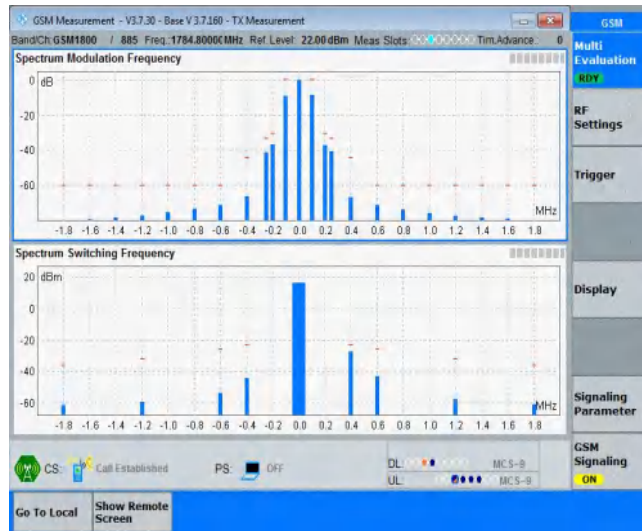 GSM Measurement - V3.7.30 - Base V 3.7.160 - TX Measurement
GSM
Band/Ch:GSM1800 / 885 Freq.:1784.80000MHz Ref. Level: 22.00 dBm Meas Slots: Tim.Advance: 0
Multi
Evaluation
RDY
Spectrum Modulation Frequency
0 dB
-20
-40
-60
MHz
-1.8 -1.6 -1.4 -1.2 -1.0 -0.8 -0.6 -0.4 -0.2 0.0 0.2 0.4 0.6 0.8 1.0 1.2 1.4 1.6 1.8
RF
Settings
Trigger
Spectrum Switching Frequency
20 dBm
0
-20
-40
-60
MHz
-1.8 -1.6 -1.4 -1.2 -1.0 -0.8 -0.6 -0.4 -0.2 0.0 0.2 0.4 0.6 0.8 1.0 1.2 1.4 1.6 1.8
Display
Signaling
Parameter
CS: Call Established PS: OFF
DL: MCS-9
UL: MCS-9
GSM
Signaling
ON
Go To Local
Show Remote
Screen